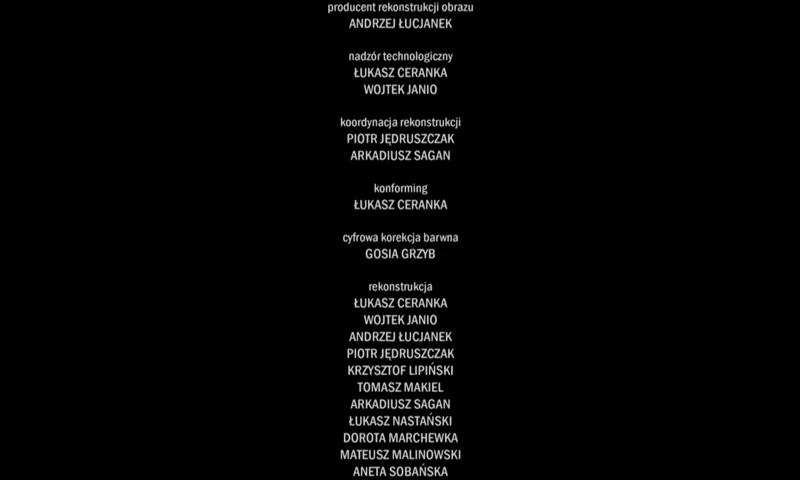 producent rekonstrukcji obrazu
ANDRZEJ ŁUCJANEK
nadzór technologiczny
ŁUKASZ CERANKA
WOJTEK JANIO
koordynacja rekonstrukcji
PIOTR JĘDRUSZCZAK
ARKADIUSZ SAGAN
konforming
ŁUKASZ CERANKA
cyfrowa korekcja barwna
GOSIA GRZYB
rekonstrukcja
ŁUKASZ CERANKA
WOJTEK JANIO
ANDRZEJ ŁUCJANEK
PIOTR JĘDRUSZCZAK
KRZYSZTOF LIPIŃSKI
TOMASZ MAKIEL
ARKADIUSZ SAGAN
ŁUKASZ NASTAŃSKI
DOROTA MARCHEWKA
MATEUSZ MALINOWSKI
ANETA SOBAŃSKA